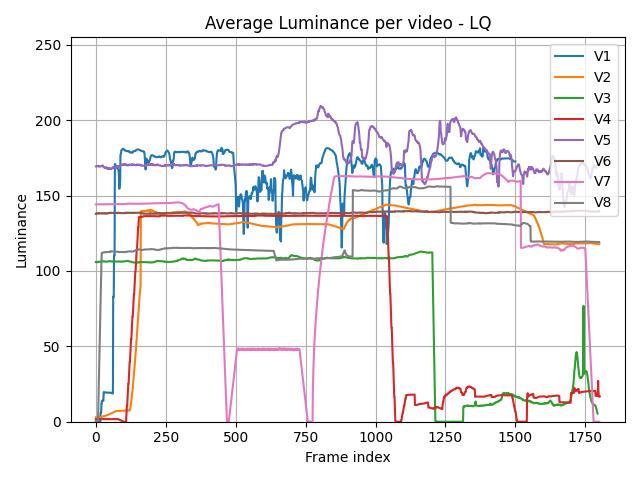 Average Luminance per video - LQ
250
200
150
100
50
0
Luminance
0
250
500
750
1000
1250
1500
1750
Frame index
V1
V2
V3
V4
V5
V6
V7
V8